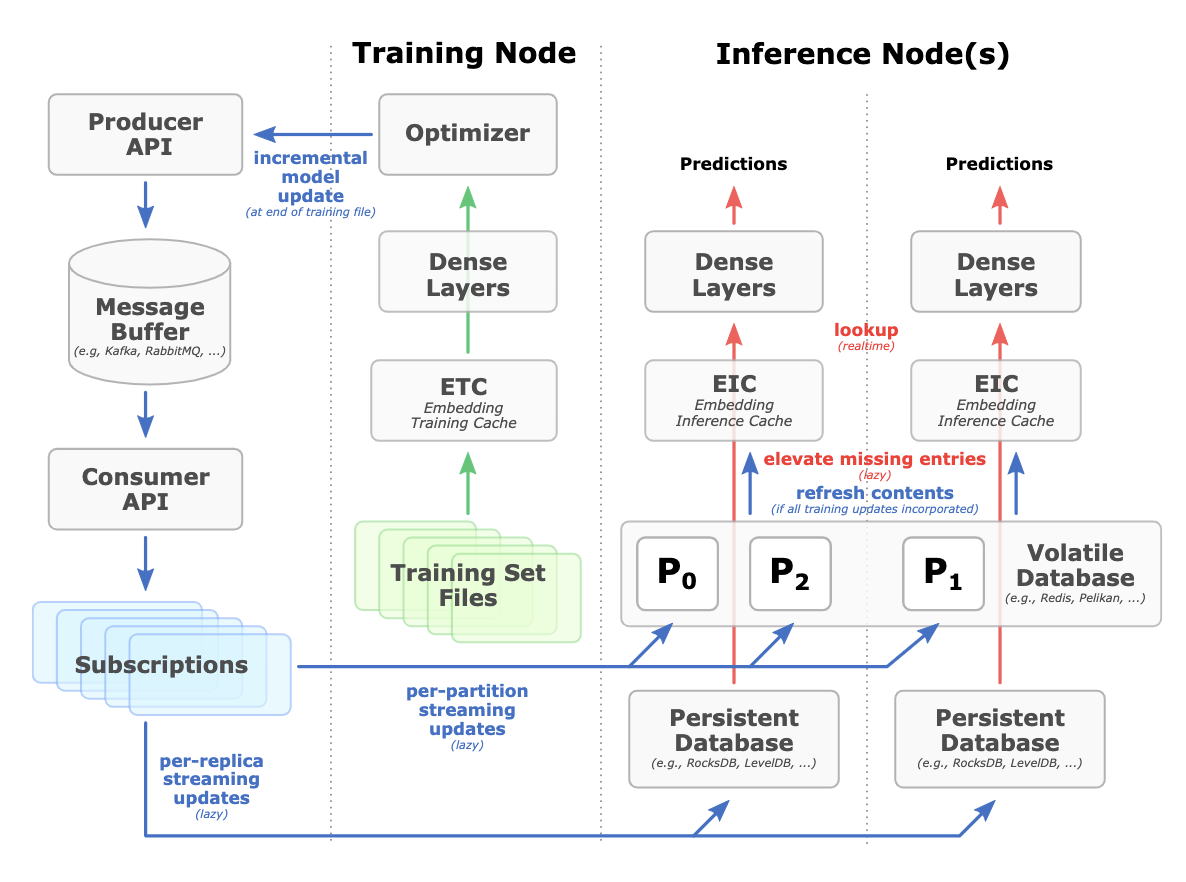 Training Node
Inference Node(s)
Producer
API
Optimizer
incremental
model
update
(at end of training file)
Predictions
Predictions
Message
Buffer
(e.g, Kafka, RabbitMQ, ...)
Dense
Layers
Dense
Layers
Dense
Layers
lookup
(realtime)
ETC
Embedding
Training Cache
EIC
Embedding
Inference Cache
EIC
Embedding
Inference Cache
Consumer
API
elevate missing entries
(lazy)
refresh contents
(if all training updates incorporated)
Training Set
Files
P0
P2
P1
Volatile
Database
(e.g., Redis, Pelikan, ...)
Subscriptions
per-partition
streaming
updates
(lazy)
Persistent
Database
(e.g., RocksDB, LevelDB, ...)
Persistent
Database
(e.g., RocksDB, LevelDB, ...)
per-replica
streaming
updates
(lazy)